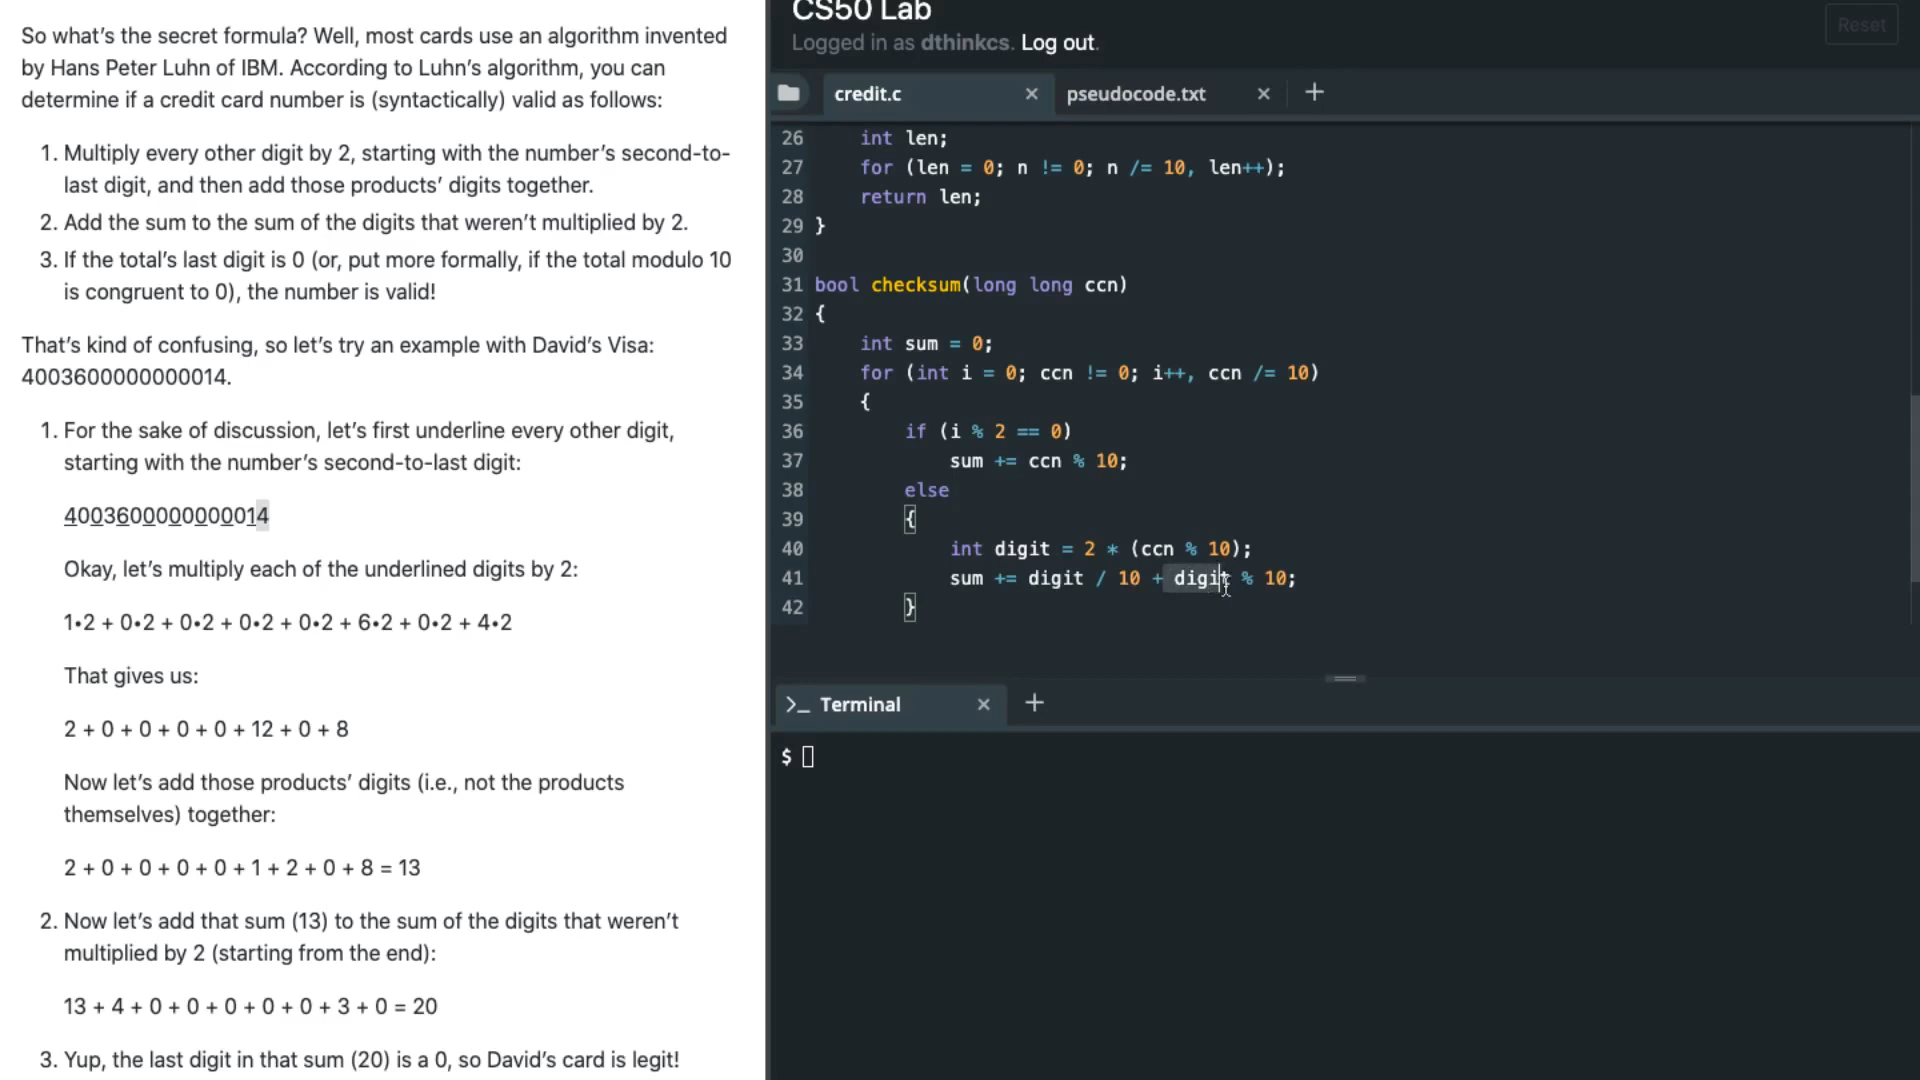 So what's the secret formula? Well, most cards use an algorithm invented
by Hans Peter Luhn of IBM. According to Luhn's algorithm, you can
determine if a credit card number is (syntactically) valid as follows:
1. Multiply every other digit by 2, starting with the number's second-to-
last digit, and then add those products' digits together.
2. Add the sum to the sum of the digits that weren't multiplied by 2.
3. If the total's last digit is 0 (or, put more formally, if the total modulo 10
is congruent to 0), the number is valid!
That's kind of confusing, so let's try an example with David's Visa:
4003600000000014.
1. For the sake of discussion, let's first underline every other digit,
starting with the number's second-to-last digit:
4003600000000014
Okay, let's multiply each of the underlined digits by 2:
1•2 + 0•2 + 0•2 + 0•2 + 0•2 + 6•2 + 0•2 + 4•2
That gives us:
2 + 0 + 0 + 0 + 0 + 12 + 0 + 8
Now let's add those products' digits (i.e., not the products
themselves) together:
2 + 0 + 0 + 0 + 0 + 1 + 2 + 0 + 8 = 13
2. Now let's add that sum (13) to the sum of the digits that weren't
multiplied by 2 (starting from the end):
13 + 4 + 0 + 0 + 0 + 0 + 0 + 3 + 0 = 20
3. Yup, the last digit in that sum (20) is a 0, so David's card is legit!
CS50 Lab
Logged in as dthinkcs. Log out.
Reset
credit.c × pseudocode.txt × +
26 int len;
27 for (len = 0; n != 0; n /= 10, len++);
28 return len;
29 }
30
31 bool checksum(long long ccn)
32 {
33 int sum = 0;
34 for (int i = 0; ccn != 0; i++, ccn /= 10)
35 {
36 if (i % 2 == 0)
37 sum += ccn % 10;
38 else
39 {
40 int digit = 2 * (ccn % 10);
41 sum += digit / 10 + digit % 10;
42 }
>_ Terminal × +
$